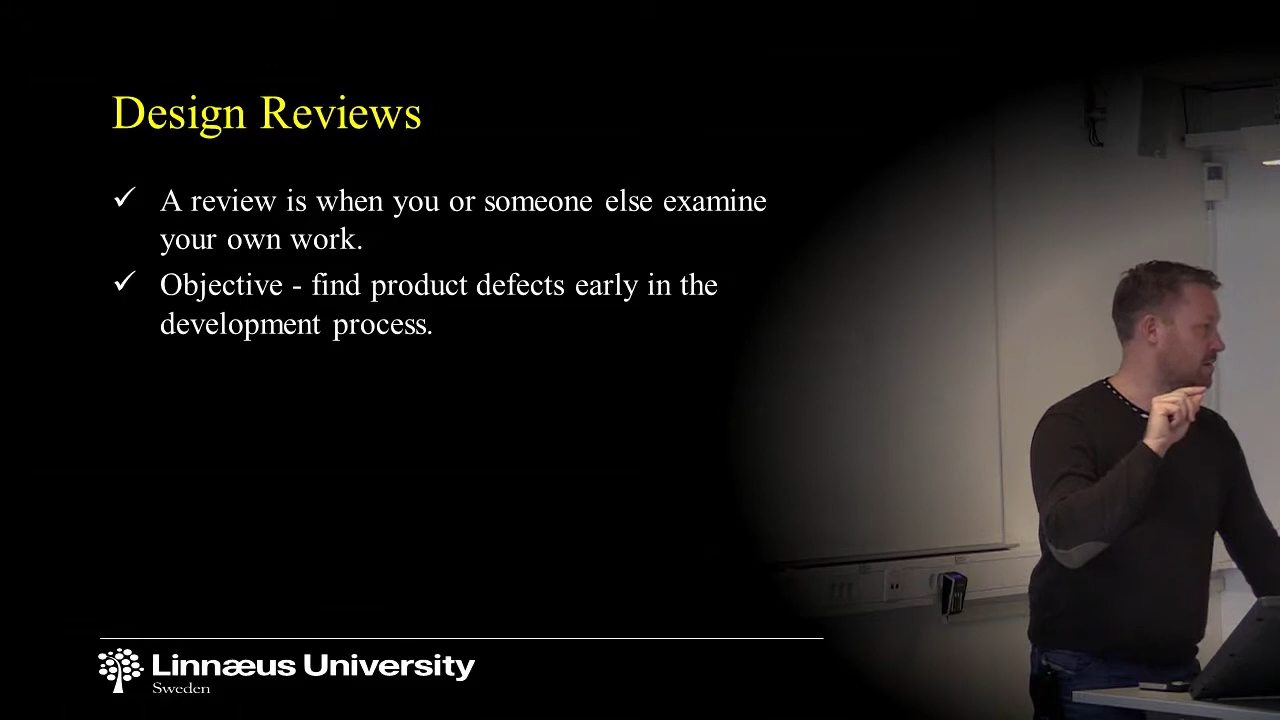 Design Reviews
✓ A review is when you or someone else examine
your own work.
✓ Objective - find product defects early in the
development process.
Linnæus University
Sweden